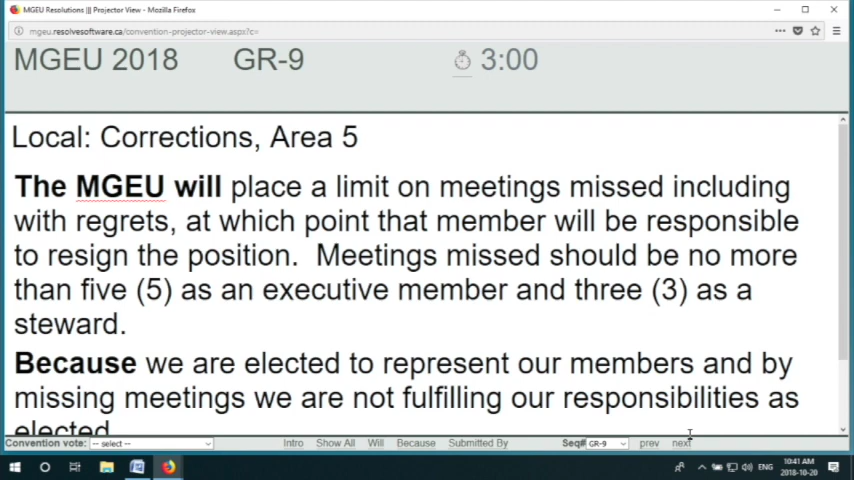 MGEU Resolutions ||| Projector View - Mozilla Firefox
mgeu.resolvesoftware.ca/convention-projector-view.aspx?c=
MGEU 2018 GR-9 3:00
Local: Corrections, Area 5
The MGEU will place a limit on meetings missed including
with regrets, at which point that member will be responsible
to resign the position.  Meetings missed should be no more
than five (5) as an executive member and three (3) as a
steward.
Because we are elected to represent our members and by
missing meetings we are not fulfilling our responsibilities as
elected
Convention vote: -- select -- Intro Show All Will Because Submitted By Seq# GR-9 prev next
ENG 10:41 AM
2018-10-20